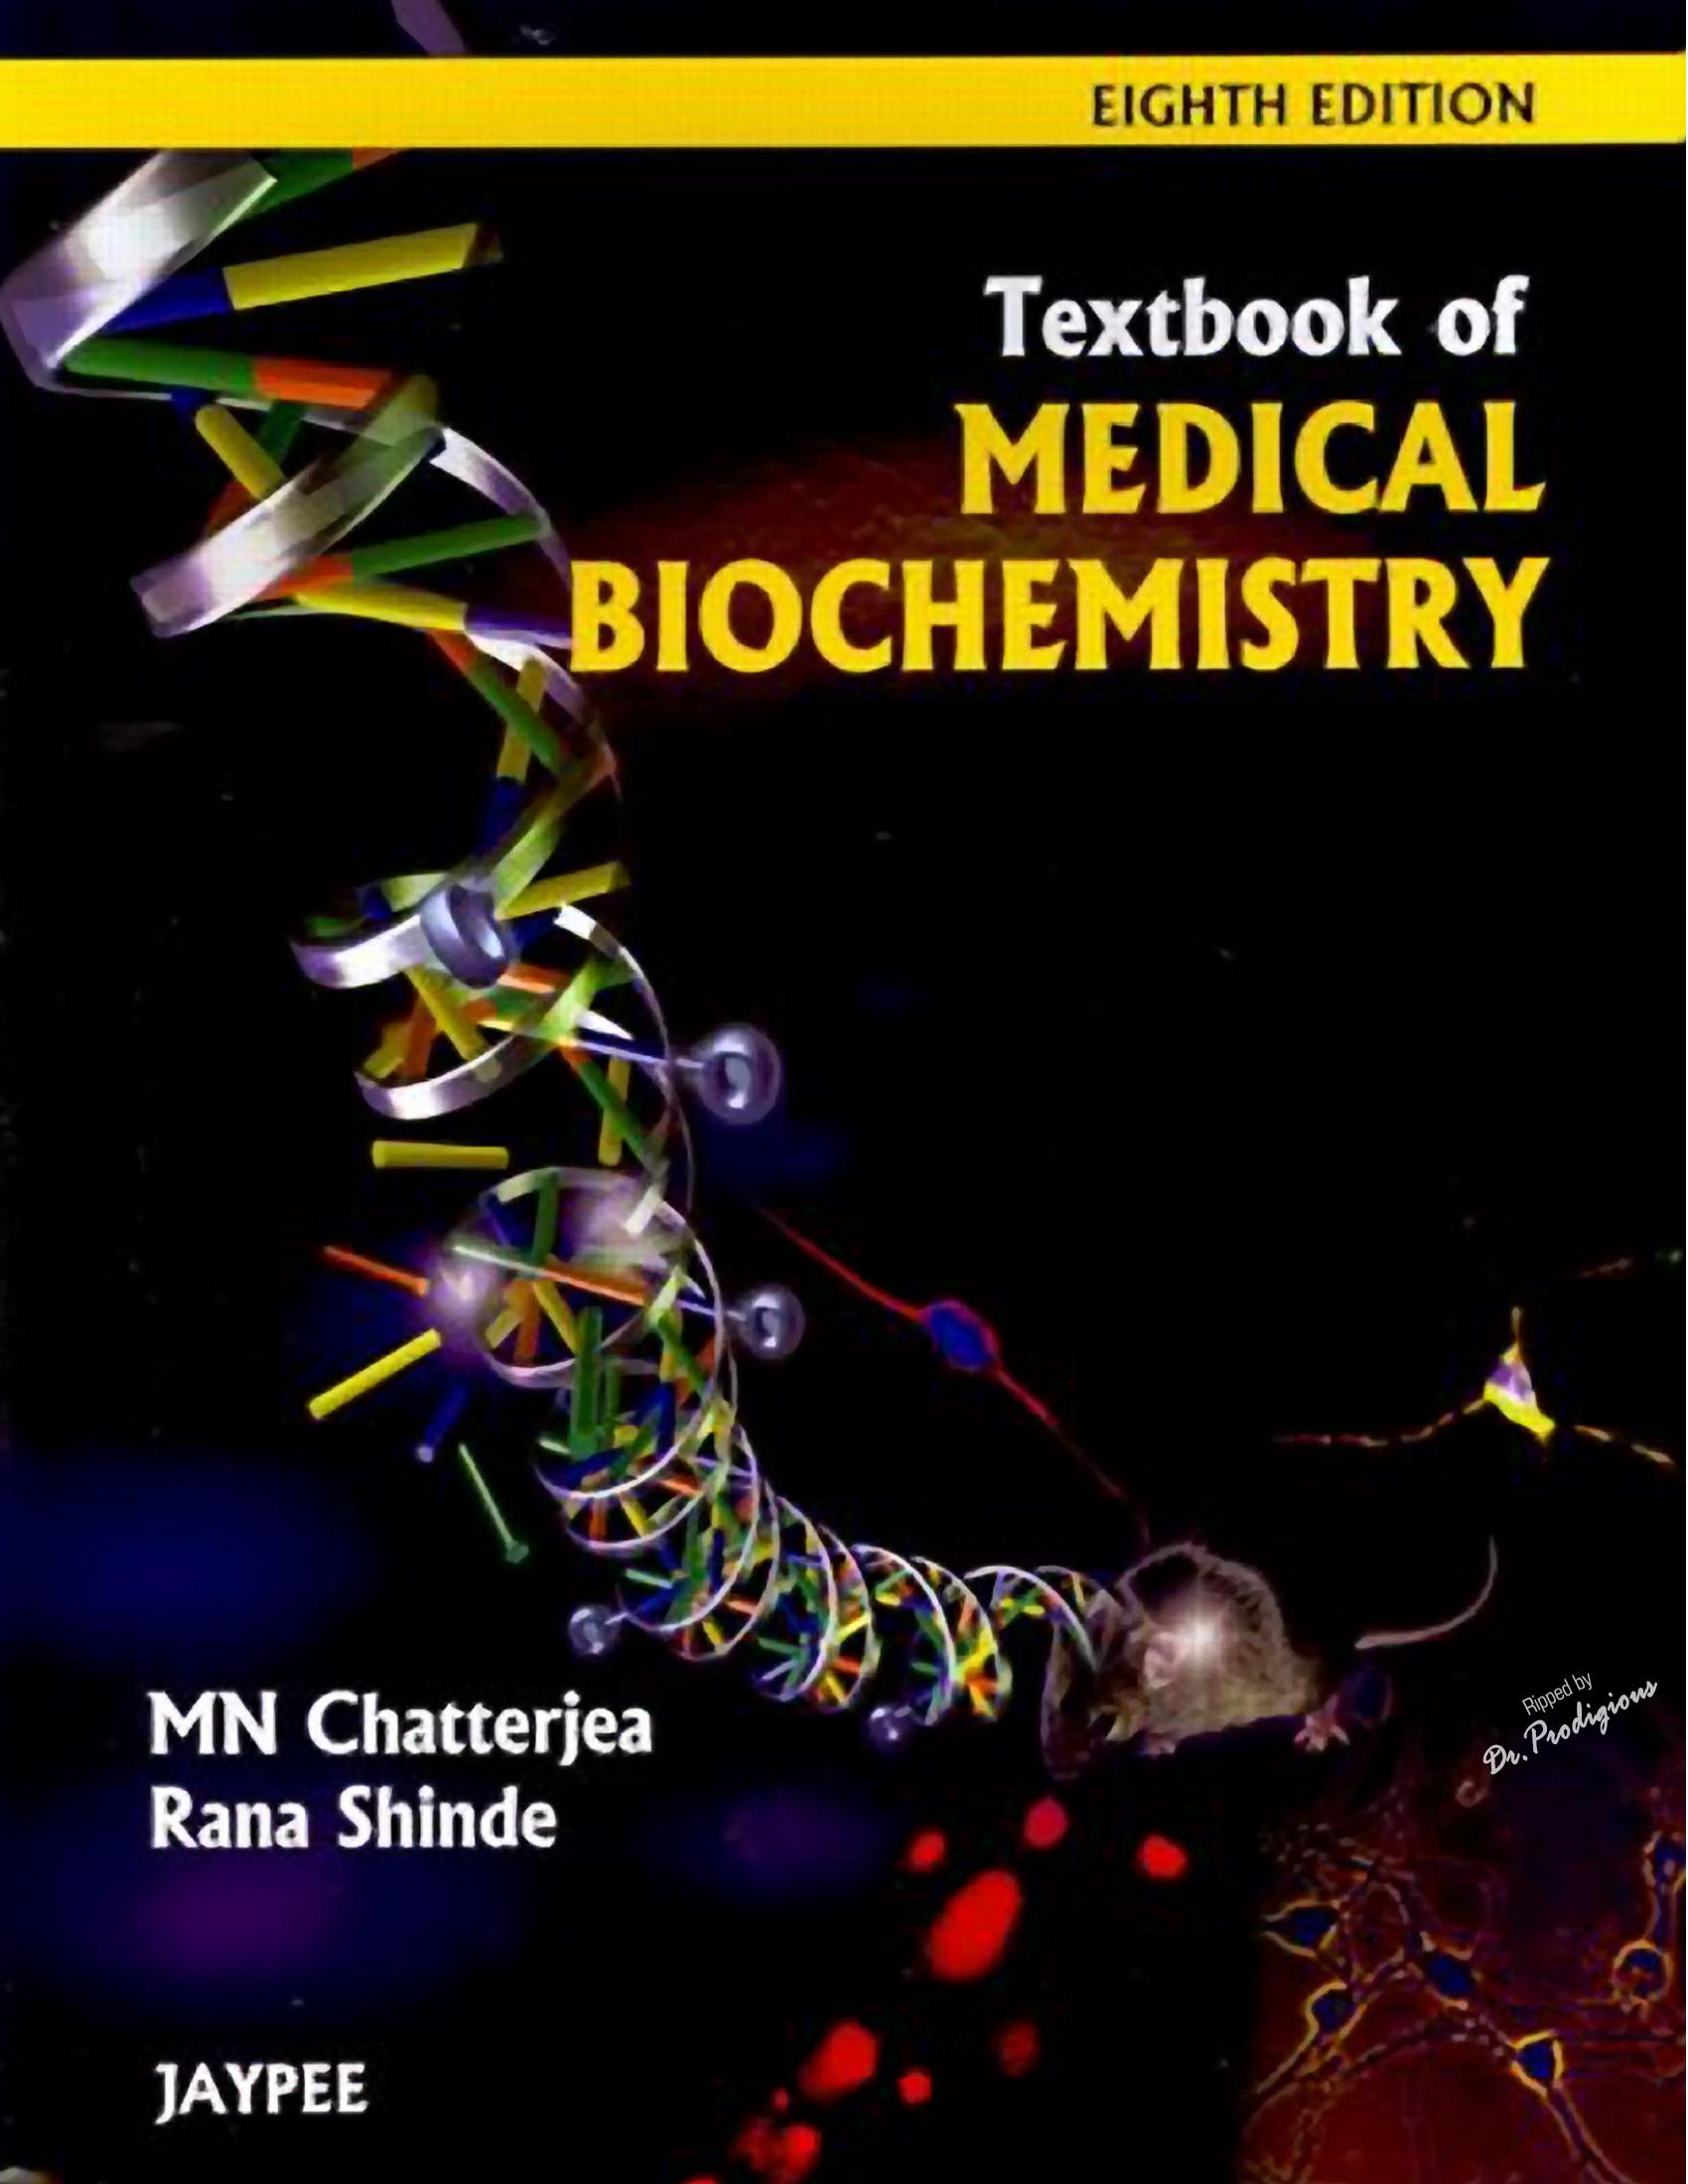 EIGHTH EDITION
Textbook of
MEDICAL
BIOCHEMISTRY
MN Chatterjea
Rana Shinde
Ripped by
Dr. Prodigious
JAYPEE